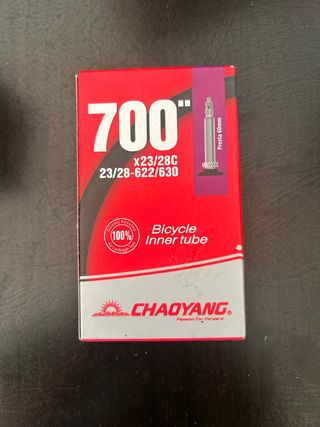 700"
x23/28C
23/28-622/630
Presta 60mm
100%
Bicycle
Inner tube
CHAOYANG®
Passion For Forward